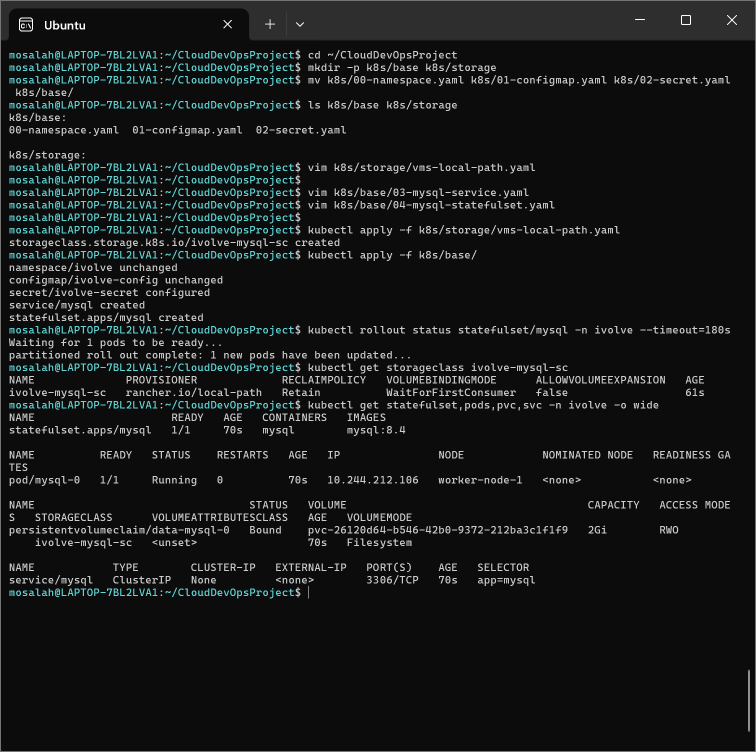 Ubuntu
mosalah@LAPTOP-7BL2LVA1:~/CloudDevOpsProject$ cd ~/CloudDevOpsProject
mosalah@LAPTOP-7BL2LVA1:~/CloudDevOpsProject$ mkdir -p k8s/base k8s/storage
mosalah@LAPTOP-7BL2LVA1:~/CloudDevOpsProject$ mv k8s/00-namespace.yaml k8s/01-configmap.yaml k8s/02-secret.yaml
 k8s/base/
mosalah@LAPTOP-7BL2LVA1:~/CloudDevOpsProject$ ls k8s/base k8s/storage
k8s/base:
00-namespace.yaml  01-configmap.yaml  02-secret.yaml

k8s/storage:
mosalah@LAPTOP-7BL2LVA1:~/CloudDevOpsProject$ vim k8s/storage/vms-local-path.yaml
mosalah@LAPTOP-7BL2LVA1:~/CloudDevOpsProject$
mosalah@LAPTOP-7BL2LVA1:~/CloudDevOpsProject$ vim k8s/base/03-mysql-service.yaml
mosalah@LAPTOP-7BL2LVA1:~/CloudDevOpsProject$ vim k8s/base/04-mysql-statefulset.yaml
mosalah@LAPTOP-7BL2LVA1:~/CloudDevOpsProject$
mosalah@LAPTOP-7BL2LVA1:~/CloudDevOpsProject$ kubectl apply -f k8s/storage/vms-local-path.yaml
storageclass.storage.k8s.io/ivolve-mysql-sc created
mosalah@LAPTOP-7BL2LVA1:~/CloudDevOpsProject$ kubectl apply -f k8s/base/
namespace/ivolve unchanged
configmap/ivolve-config unchanged
secret/ivolve-secret configured
service/mysql created
statefulset.apps/mysql created
mosalah@LAPTOP-7BL2LVA1:~/CloudDevOpsProject$ kubectl rollout status statefulset/mysql -n ivolve --timeout=180s
Waiting for 1 pods to be ready...
partitioned roll out complete: 1 new pods have been updated...
mosalah@LAPTOP-7BL2LVA1:~/CloudDevOpsProject$ kubectl get storageclass ivolve-mysql-sc
NAME              PROVISIONER             RECLAIMPOLICY   VOLUMEBINDINGMODE      ALLOWVOLUMEEXPANSION   AGE
ivolve-mysql-sc   rancher.io/local-path   Retain          WaitForFirstConsumer   false                  61s
mosalah@LAPTOP-7BL2LVA1:~/CloudDevOpsProject$ kubectl get statefulset,pods,pvc,svc -n ivolve -o wide
NAME                     READY   AGE   CONTAINERS   IMAGES
statefulset.apps/mysql   1/1     70s   mysql        mysql:8.4

NAME          READY   STATUS    RESTARTS   AGE   IP               NODE            NOMINATED NODE   READINESS GA
TES
pod/mysql-0   1/1     Running   0          70s   10.244.212.106   worker-node-1   <none>           <none>

NAME                                 STATUS   VOLUME                                     CAPACITY   ACCESS MODE
S   STORAGECLASS      VOLUMEATTRIBUTESCLASS   AGE   VOLUMEMODE
persistentvolumeclaim/data-mysql-0   Bound    pvc-26120d64-b546-42b0-9372-212ba3c1f1f9   2Gi        RWO
    ivolve-mysql-sc   <unset>                 70s   Filesystem

NAME            TYPE        CLUSTER-IP   EXTERNAL-IP   PORT(S)    AGE   SELECTOR
service/mysql   ClusterIP   None         <none>        3306/TCP   70s   app=mysql
mosalah@LAPTOP-7BL2LVA1:~/CloudDevOpsProject$